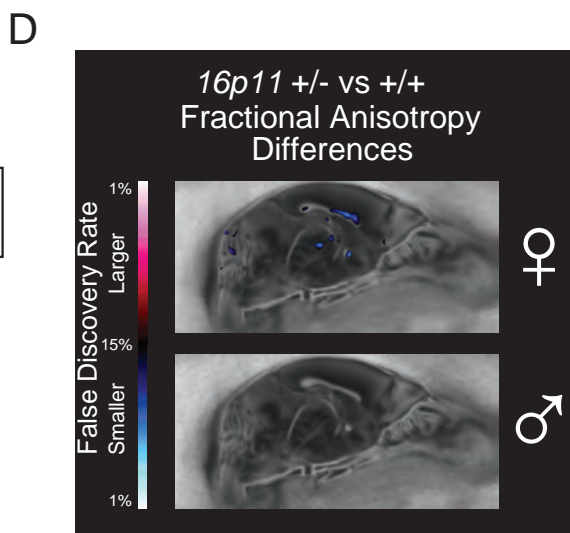 D
16p11 +/- vs +/+
Fractional Anisotropy
Differences
False Discovery Rate
Larger
Smaller
1%
15%
1%
♀
♂